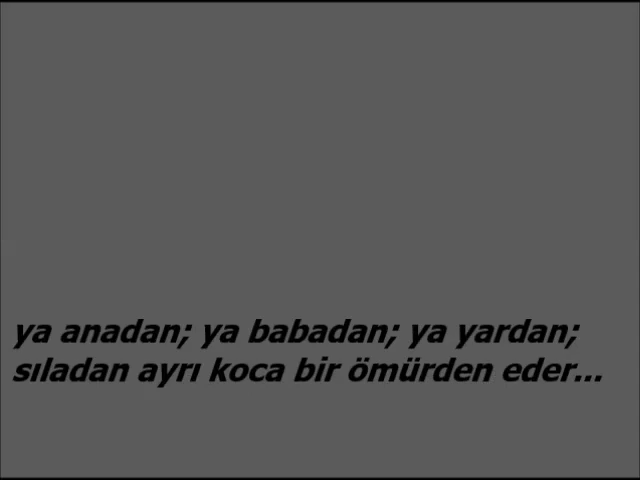 ya anadan; ya babadan; ya yardan;
sıladan ayrı koca bir ömürden eder...